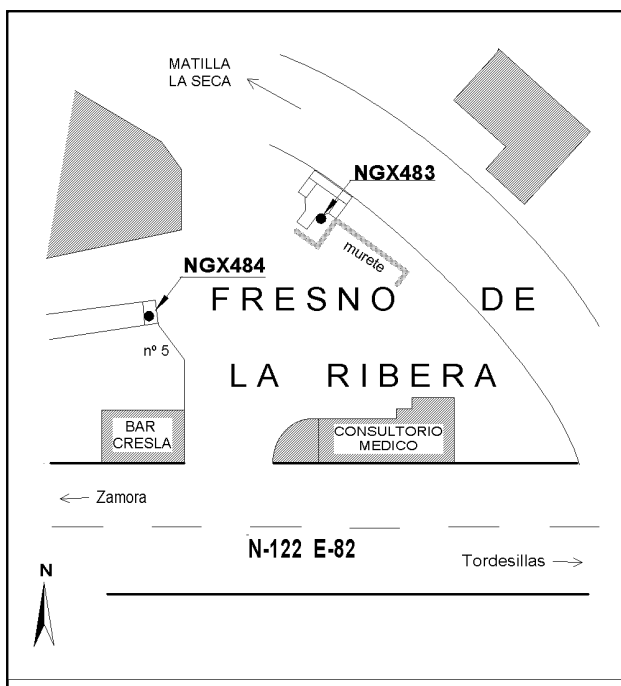 MATILLA
LA SECA
NGX483
murete
NGX484
FRESNO DE
LA RIBERA
nº 5
BAR
CRESLA
CONSULTORIO
MEDICO
Zamora
N-122 E-82
Tordesillas
N